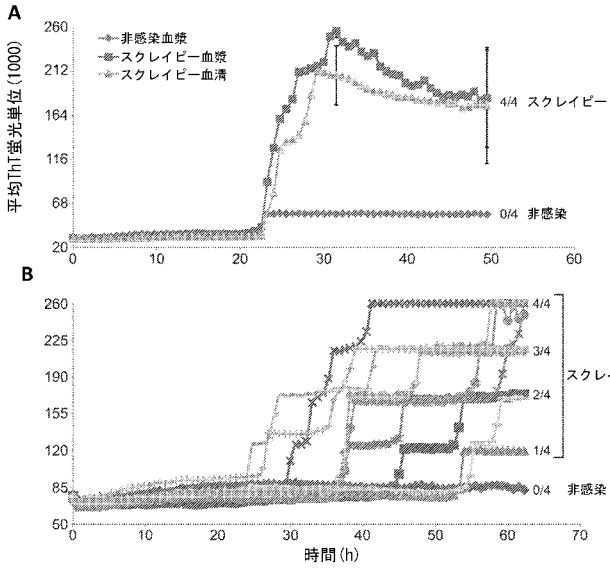 A
平均ThT蛍光単位 (1000)
260
212
164
116
68
20
非感染血漿
スクレイピー血漿
スクレイピー血清
4/4 スクレイピー
0/4 非感染
0 10 20 30 40 50 60
B
260
225
190
155
120
85
50
4/4
3/4
スクレイ
2/4
1/4
0/4 非感染
0 10 20 30 40 50 60 70
時間 (h)